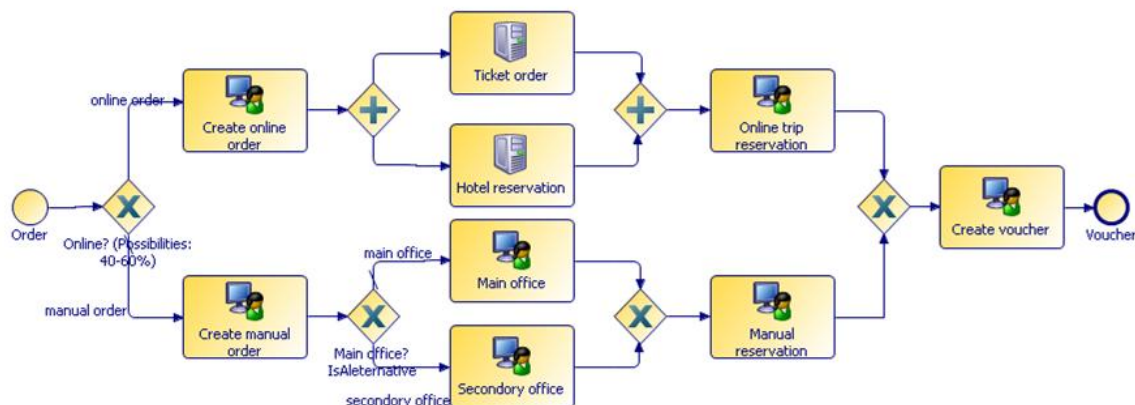 Order
Online? (Possibilities:
40-60%)
online order
Create online
order
Ticket order
Hotel reservation
Online trip
reservation
manual order
Create manual
order
main office
Main office?
IsAleternative
secondory office
Main office
Secondory office
Manual
reservation
Create voucher
Voucher